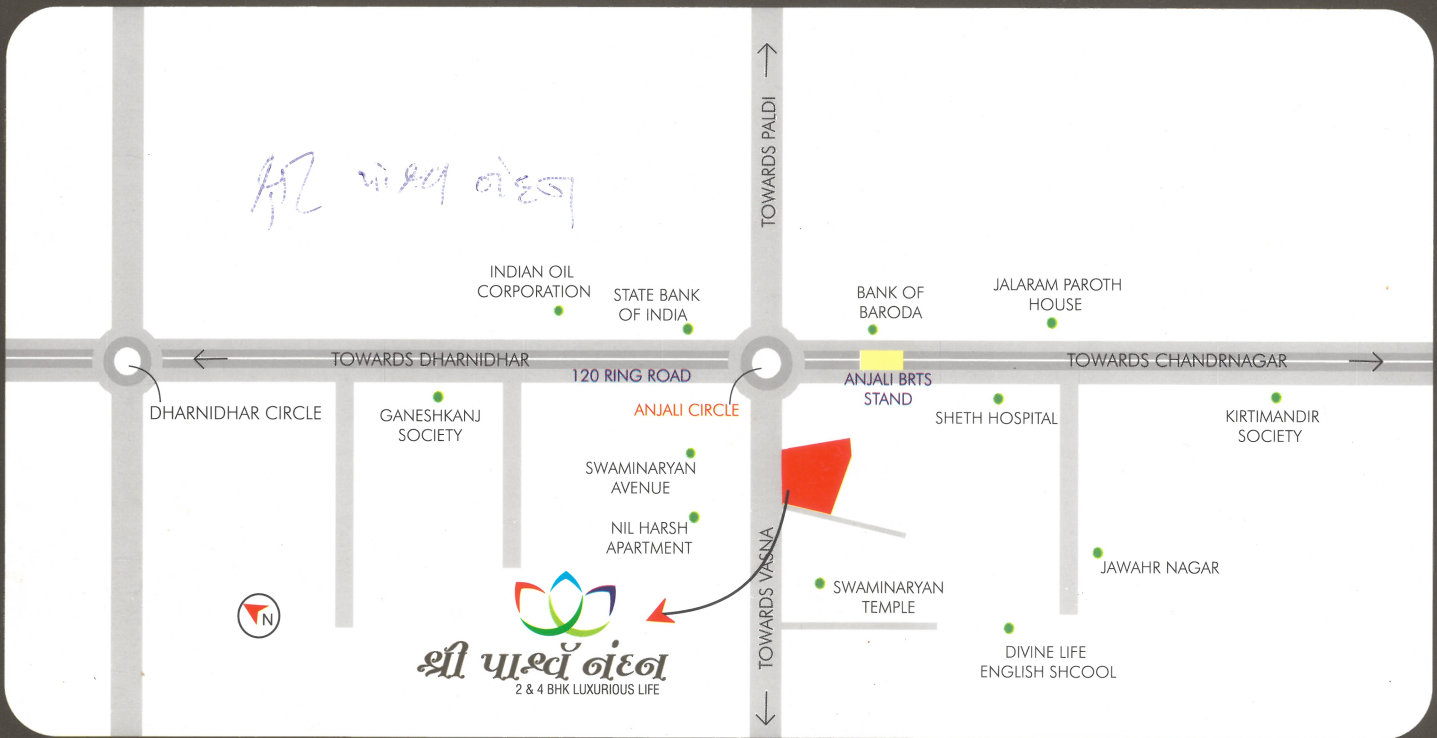 TOWARDS PALDI
શ્રી પાર્શ્વ નંદન
INDIAN OIL
CORPORATION
STATE BANK
OF INDIA
BANK OF
BARODA
JALARAM PAROTH
HOUSE
TOWARDS DHARNIDHAR
TOWARDS CHANDRNAGAR
120 RING ROAD
ANJALI BRTS
STAND
DHARNIDHAR CIRCLE
GANESHKANJ
SOCIETY
ANJALI CIRCLE
SHETH HOSPITAL
KIRTIMANDIR
SOCIETY
SWAMINARYAN
AVENUE
NIL HARSH
APARTMENT
TOWARDS VASNA
JAWAHR NAGAR
SWAMINARYAN
TEMPLE
N
DIVINE LIFE
ENGLISH SHCOOL
શ્રી પાર્શ્વ નંદન
2 & 4 BHK LUXURIOUS LIFE